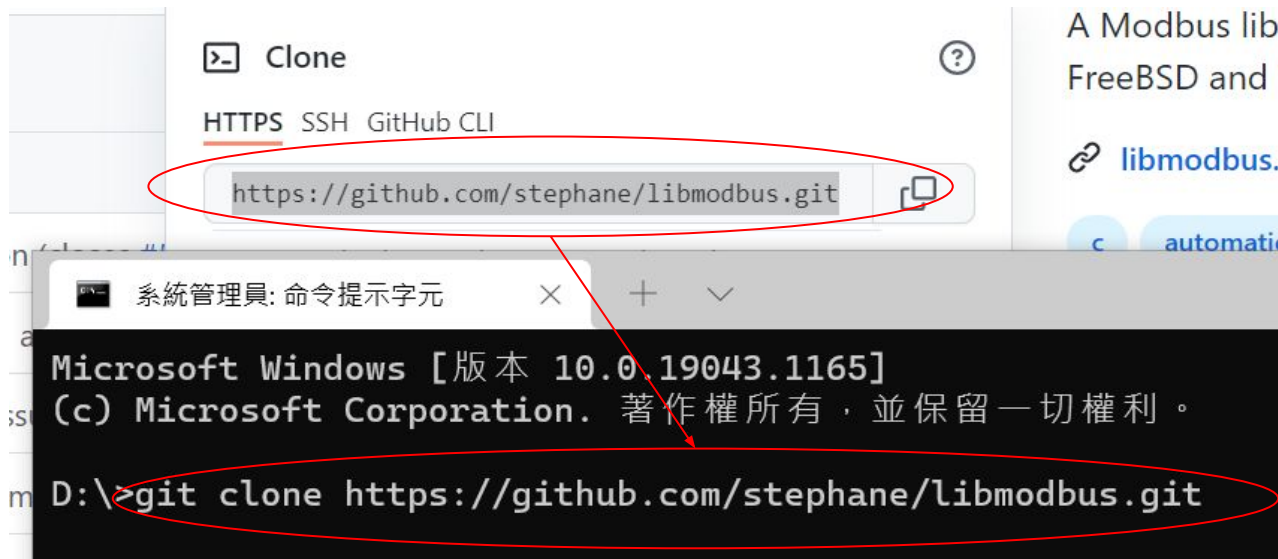 Clone
A Modbus lib
FreeBSD and
HTTPS SSH GitHub CLI
libmodbus.
https://github.com/stephane/libmodbus.git
c automatic
系統管理員: 命令提示字元
Microsoft Windows [版本 10.0.19043.1165]
(c) Microsoft Corporation. 著作權所有，並保留一切權利。
D:\>git clone https://github.com/stephane/libmodbus.git